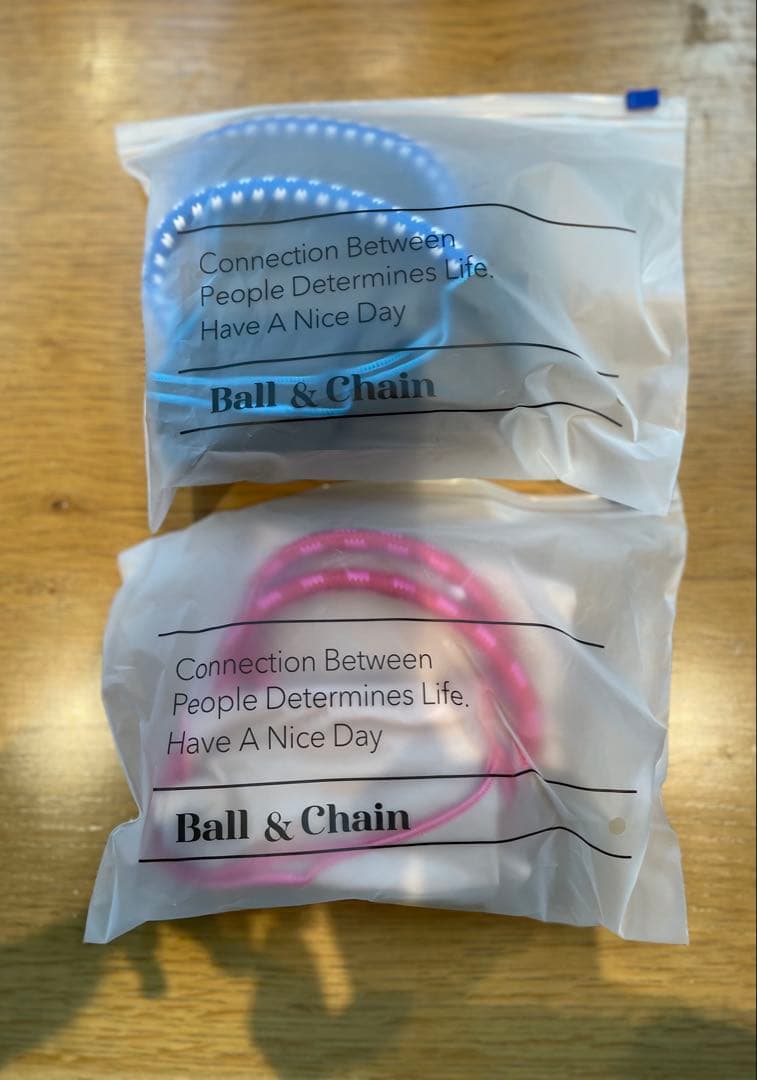 Connection Between
People Determines Life.
Have A Nice Day
Ball & Chain
Connection Between
People Determines Life.
Have A Nice Day
Ball & Chain